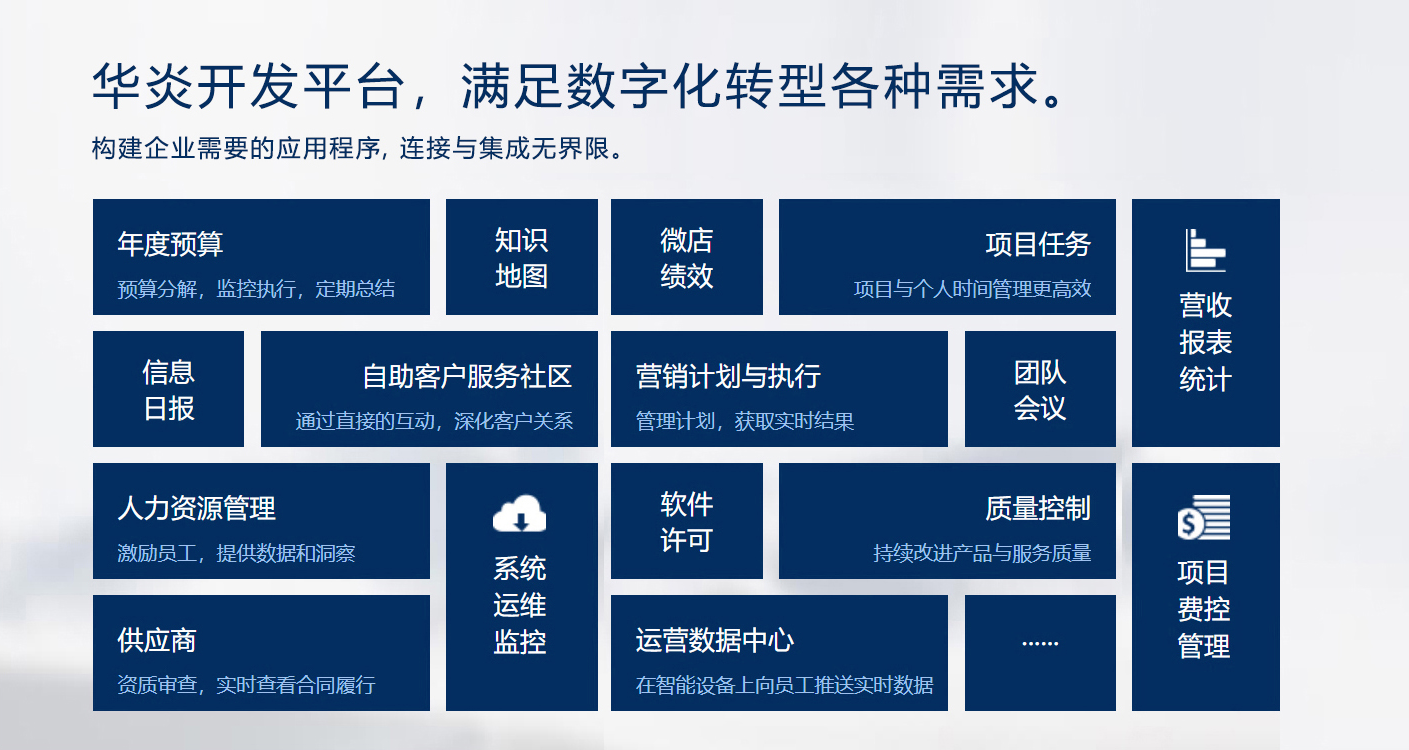 华炎开发平台，满足数字化转型各种需求。
构建企业需要的应用程序, 连接与集成无界限。
年度预算
预算分解，监控执行，定期总结
知识
地图
微店
绩效
项目任务
项目与个人时间管理更高效
营收
报表
统计
信息
日报
自助客户服务社区
通过直接的互动，深化客户关系
营销计划与执行
管理计划，获取实时结果
团队
会议
人力资源管理
激励员工，提供数据和洞察
系统
运维
监控
软件
许可
质量控制
持续改进产品与服务质量
$
项目
费控
管理
供应商
资质审查，实时查看合同履行
运营数据中心
在智能设备上向员工推送实时数据
······